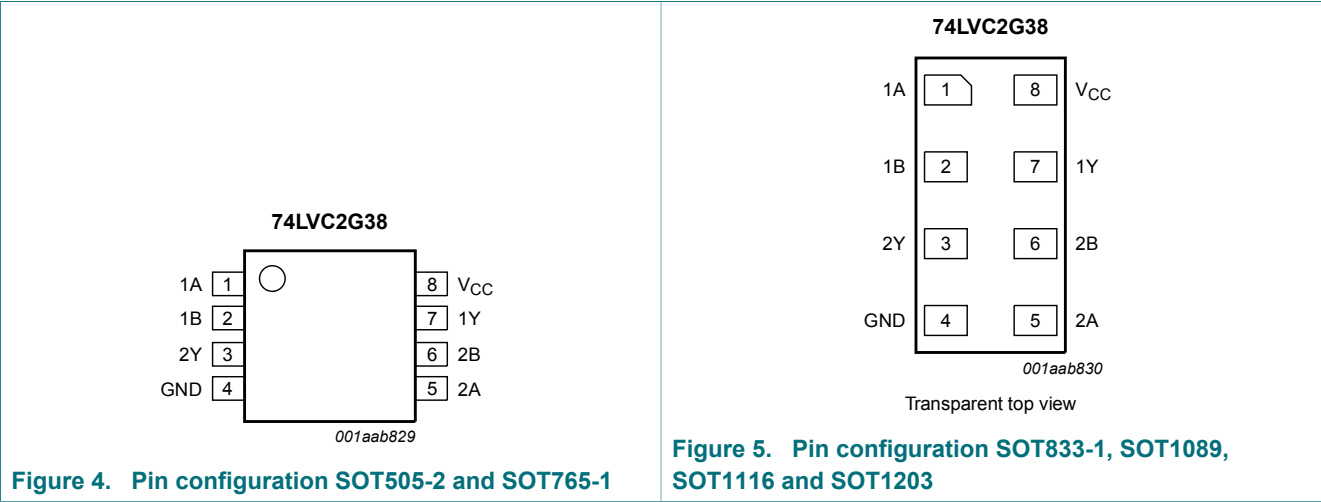 74LVC2G38
1A 1 8 VCC
1B 2 7 1Y
2Y 3 6 2B
GND 4 5 2A
001aab829
Figure 4. Pin configuration SOT505-2 and SOT765-1
74LVC2G38
1A 1 8 VCC
1B 2 7 1Y
2Y 3 6 2B
GND 4 5 2A
001aab830
Transparent top view
Figure 5. Pin configuration SOT833-1, SOT1089,
SOT1116 and SOT1203